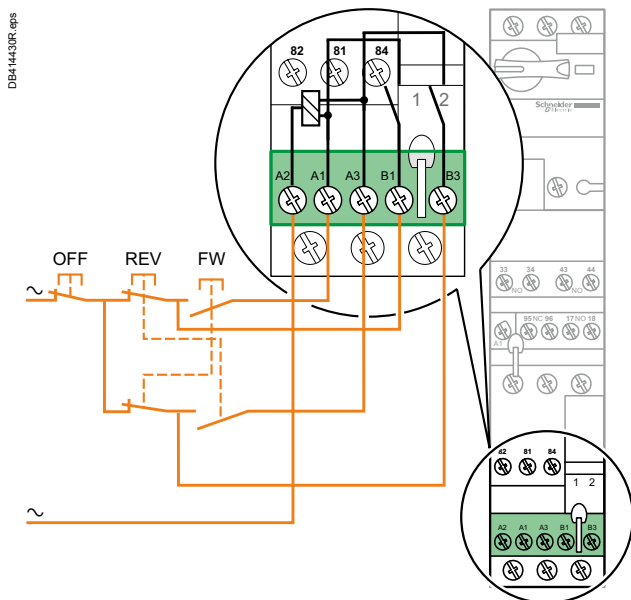 DB414430R.eps
82 81 84
1 2
A2 A1 A3 B1 B3
OFF REV FW
~
~
Schneider
Electric
33 34 43 44
NO NO
95 NC 96 17 NO 18
A1
82 81 84
1 2
A2 A1 A3 B1 B3